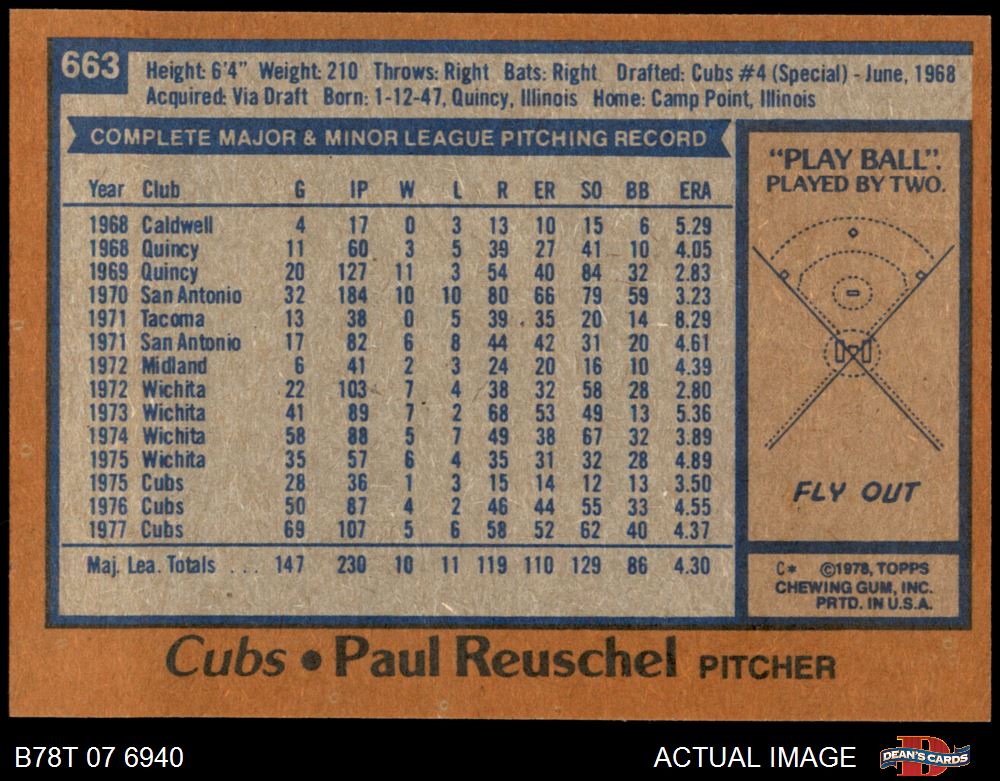 663
Height: 6'4" Weight: 210 Throws: Right Bats: Right Drafted: Cubs #4 (Special) - June, 1968
Acquired: Via Draft Born: 1-12-47, Quincy, Illinois Home: Camp Point, Illinois
COMPLETE MAJOR & MINOR LEAGUE PITCHING RECORD
Year Club G IP W L R ER SO BB ERA
1968 Caldwell 4 17 0 3 13 10 15 6 5.29
1968 Quincy 11 60 3 5 39 27 41 10 4.05
1969 Quincy 20 127 11 3 54 40 84 32 2.83
1970 San Antonio 32 184 10 10 80 66 79 59 3.23
1971 Tacoma 13 38 0 5 39 35 20 14 8.29
1971 San Antonio 17 82 6 8 44 42 31 20 4.61
1972 Midland 6 41 2 3 24 20 16 10 4.39
1972 Wichita 22 103 7 4 38 32 58 28 2.80
1973 Wichita 41 89 7 2 68 53 49 13 5.36
1974 Wichita 58 88 5 7 49 38 67 32 3.89
1975 Wichita 35 57 6 4 35 31 32 28 4.89
1975 Cubs 28 36 1 3 15 14 12 13 3.50
1976 Cubs 50 87 4 2 46 44 55 33 4.55
1977 Cubs 69 107 5 6 58 52 62 40 4.37
Maj. Lea. Totals . . . 147 230 10 11 119 110 129 86 4.30
"PLAY BALL".
PLAYED BY TWO.
FLY OUT
C* ©1978, TOPPS
CHEWING GUM, INC.
PRTD. IN U.S.A.
Cubs • Paul Reuschel PITCHER
B78T 07 6940
ACTUAL IMAGE
D
DEAN'S CARDS